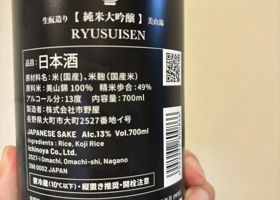 生酛造り【純米大吟醸】美山錦
RYUSUISEN
品目:日本酒
原材料名:米(国産)、米麹(国産米)
原料米:美山錦 100% 精米歩合:49%
アルコール分:13度 内容量:700ml
製造者:株式会社市野屋
長野県大町市大町2527番地イ号
JAPANESE SAKE Alc.13% Vol.700ml
Ingredients : Rice, Koji Rice
Ichinoya Co., Ltd.
2527-i Omachi, Omachi-shi, Nagano
398 0002 JAPAN
要冷蔵(10℃以下)・縦置き推奨・開栓注意